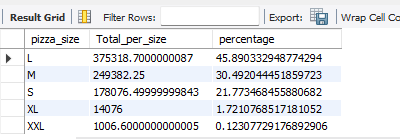 Result Grid Filter Rows: Export: Wrap Cell Co
pizza_size Total_per_size percentage
L 375318.7000000087 45.890332948774294
M 249382.25 30.492044451859723
S 178076.49999999843 21.773468455880682
XL 14076 1.7210768517181052
XXL 1006.6000000000005 0.12307729176892906